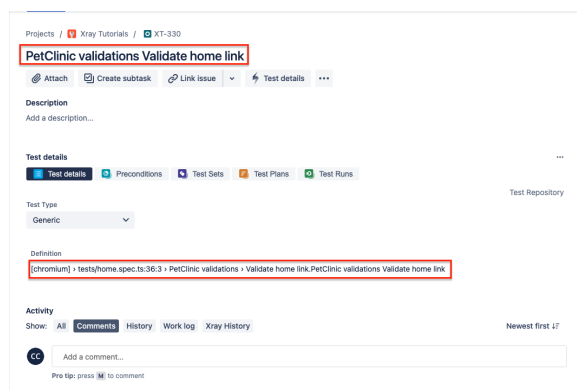 Projects / Xray Tutorials / XT-330
PetClinic validations Validate home link
Attach Create subtask Link issue Test details ...
Description
Add a description...
Test details ...
Test details Preconditions Test Sets Test Plans Test Runs
Test Repository
Test Type
Generic
Definition
[chromium] › tests/home.spec.ts:36:3 › PetClinic validations › Validate home link.PetClinic validations Validate home link
Activity
Show: All Comments History Work log Xray History Newest first
CC Add a comment...
Pro tip: press M to comment